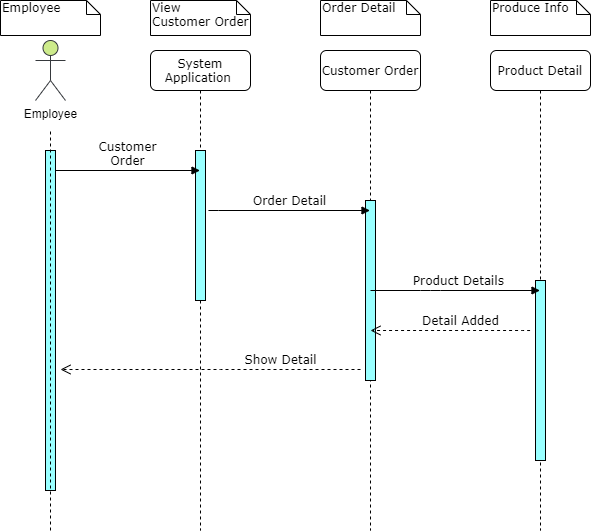 Employee
View
Customer Order
Order Detail
Produce Info
System
Application
Customer Order
Product Detail
Employee
Customer
Order
Order Detail
Product Details
Detail Added
Show Detail